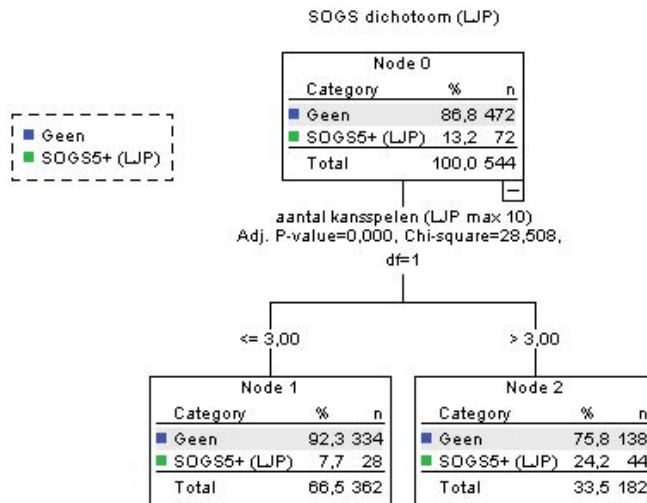 SOGS dichotoom (LJP)
Node 0
Category % n
Geen 86,8 472
SOGS5+ (LJP) 13,2 72
Total 100,0 544
Geen
SOGS5+ (LJP)
aantal kansspelen (LJP max 10)
Adj. P-value=0,000, Chi-square=28,508,
df=1
<= 3,00
> 3,00
Node 1
Category % n
Geen 92,3 334
SOGS5+ (LJP) 7,7 28
Total 66,5 362
Node 2
Category % n
Geen 75,8 138
SOGS5+ (LJP) 24,2 44
Total 33,5 182